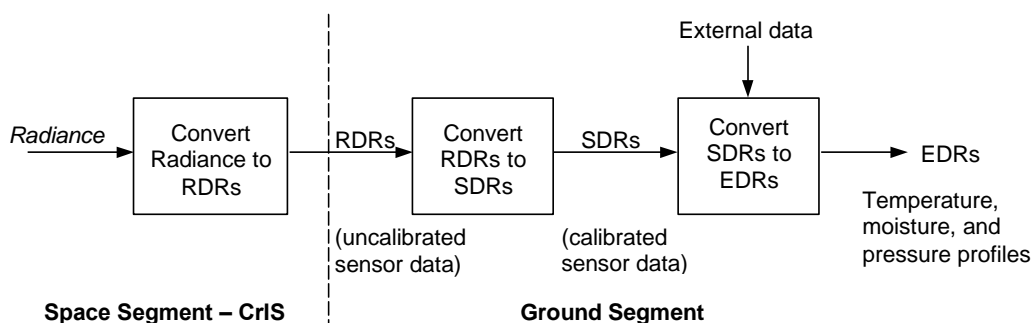 External data
Radiance
Convert
Radiance to
RDRs
RDRs
Convert
RDRs to
SDRs
SDRs
Convert
SDRs to
EDRs
EDRs
(uncalibrated
sensor data)
(calibrated
sensor data)
Temperature,
moisture, and
pressure profiles
Space Segment – CrIS
Ground Segment